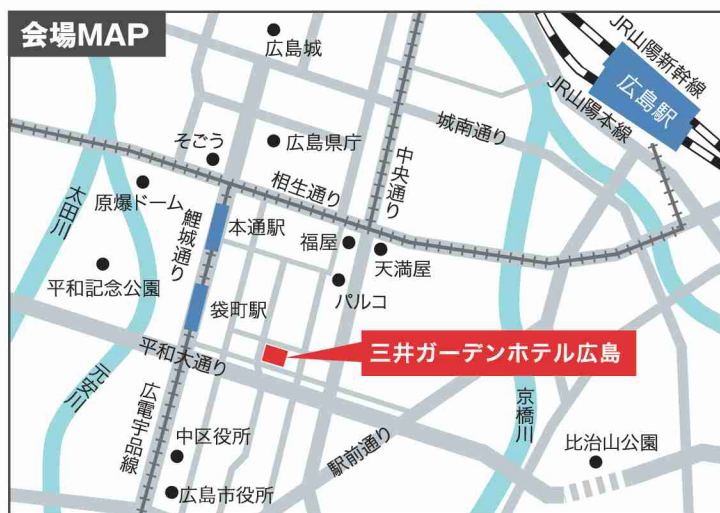 会場MAP
広島城
JR山陽新幹線
広島駅
JR山陽本線
城南通り
そごう
広島県庁
中央通り
相生通り
原爆ドーム
太田川
鯉城通り
本通駅
福屋
天満屋
平和記念公園
パルコ
袋町駅
平和大通り
三井ガーデンホテル広島
元安川
広電宇品線
京橋川
中区役所
駅前通り
比治山公園
広島市役所